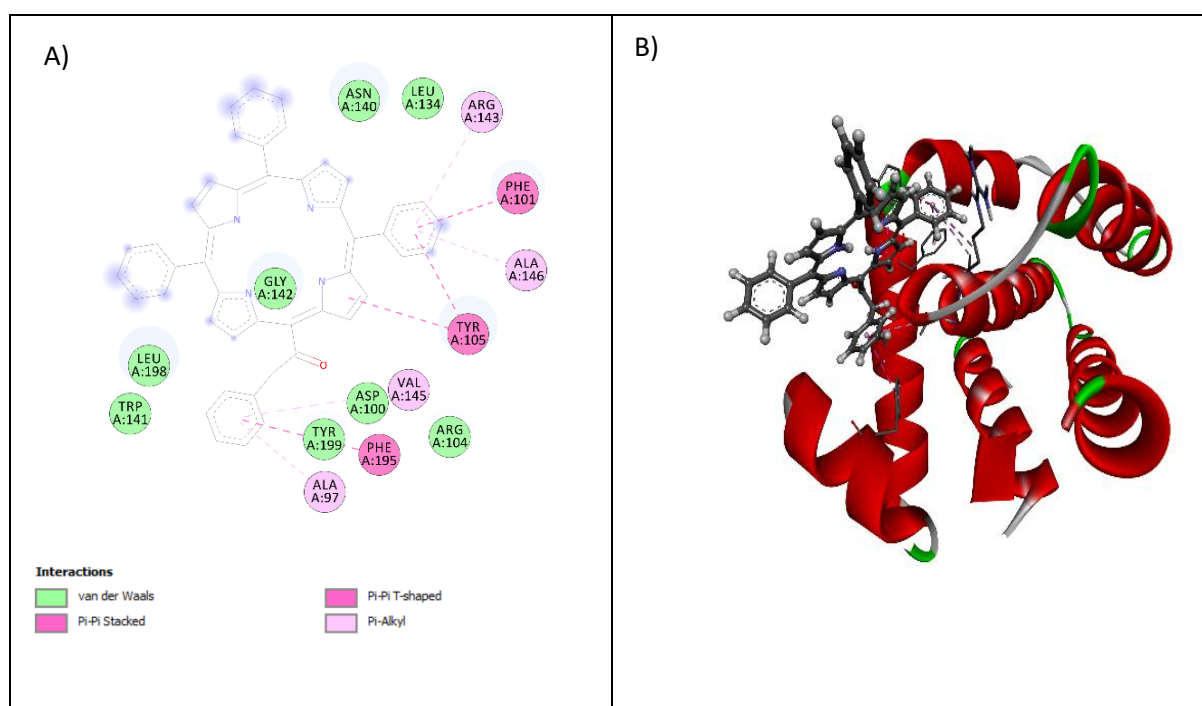 A)
B)
ASN
A:140
LEU
A:134
ARG
A:143
PHE
A:101
ALA
A:146
N
N
GLY
A:142
N
N
TYR
A:105
LEU
A:198
O
TRP
A:141
ASP
A:100
VAL
A:145
TYR
A:199
PHE
A:195
ARG
A:104
ALA
A:97
Interactions
van der Waals
Pi-Pi T-shaped
Pi-Pi Stacked
Pi-Alkyl